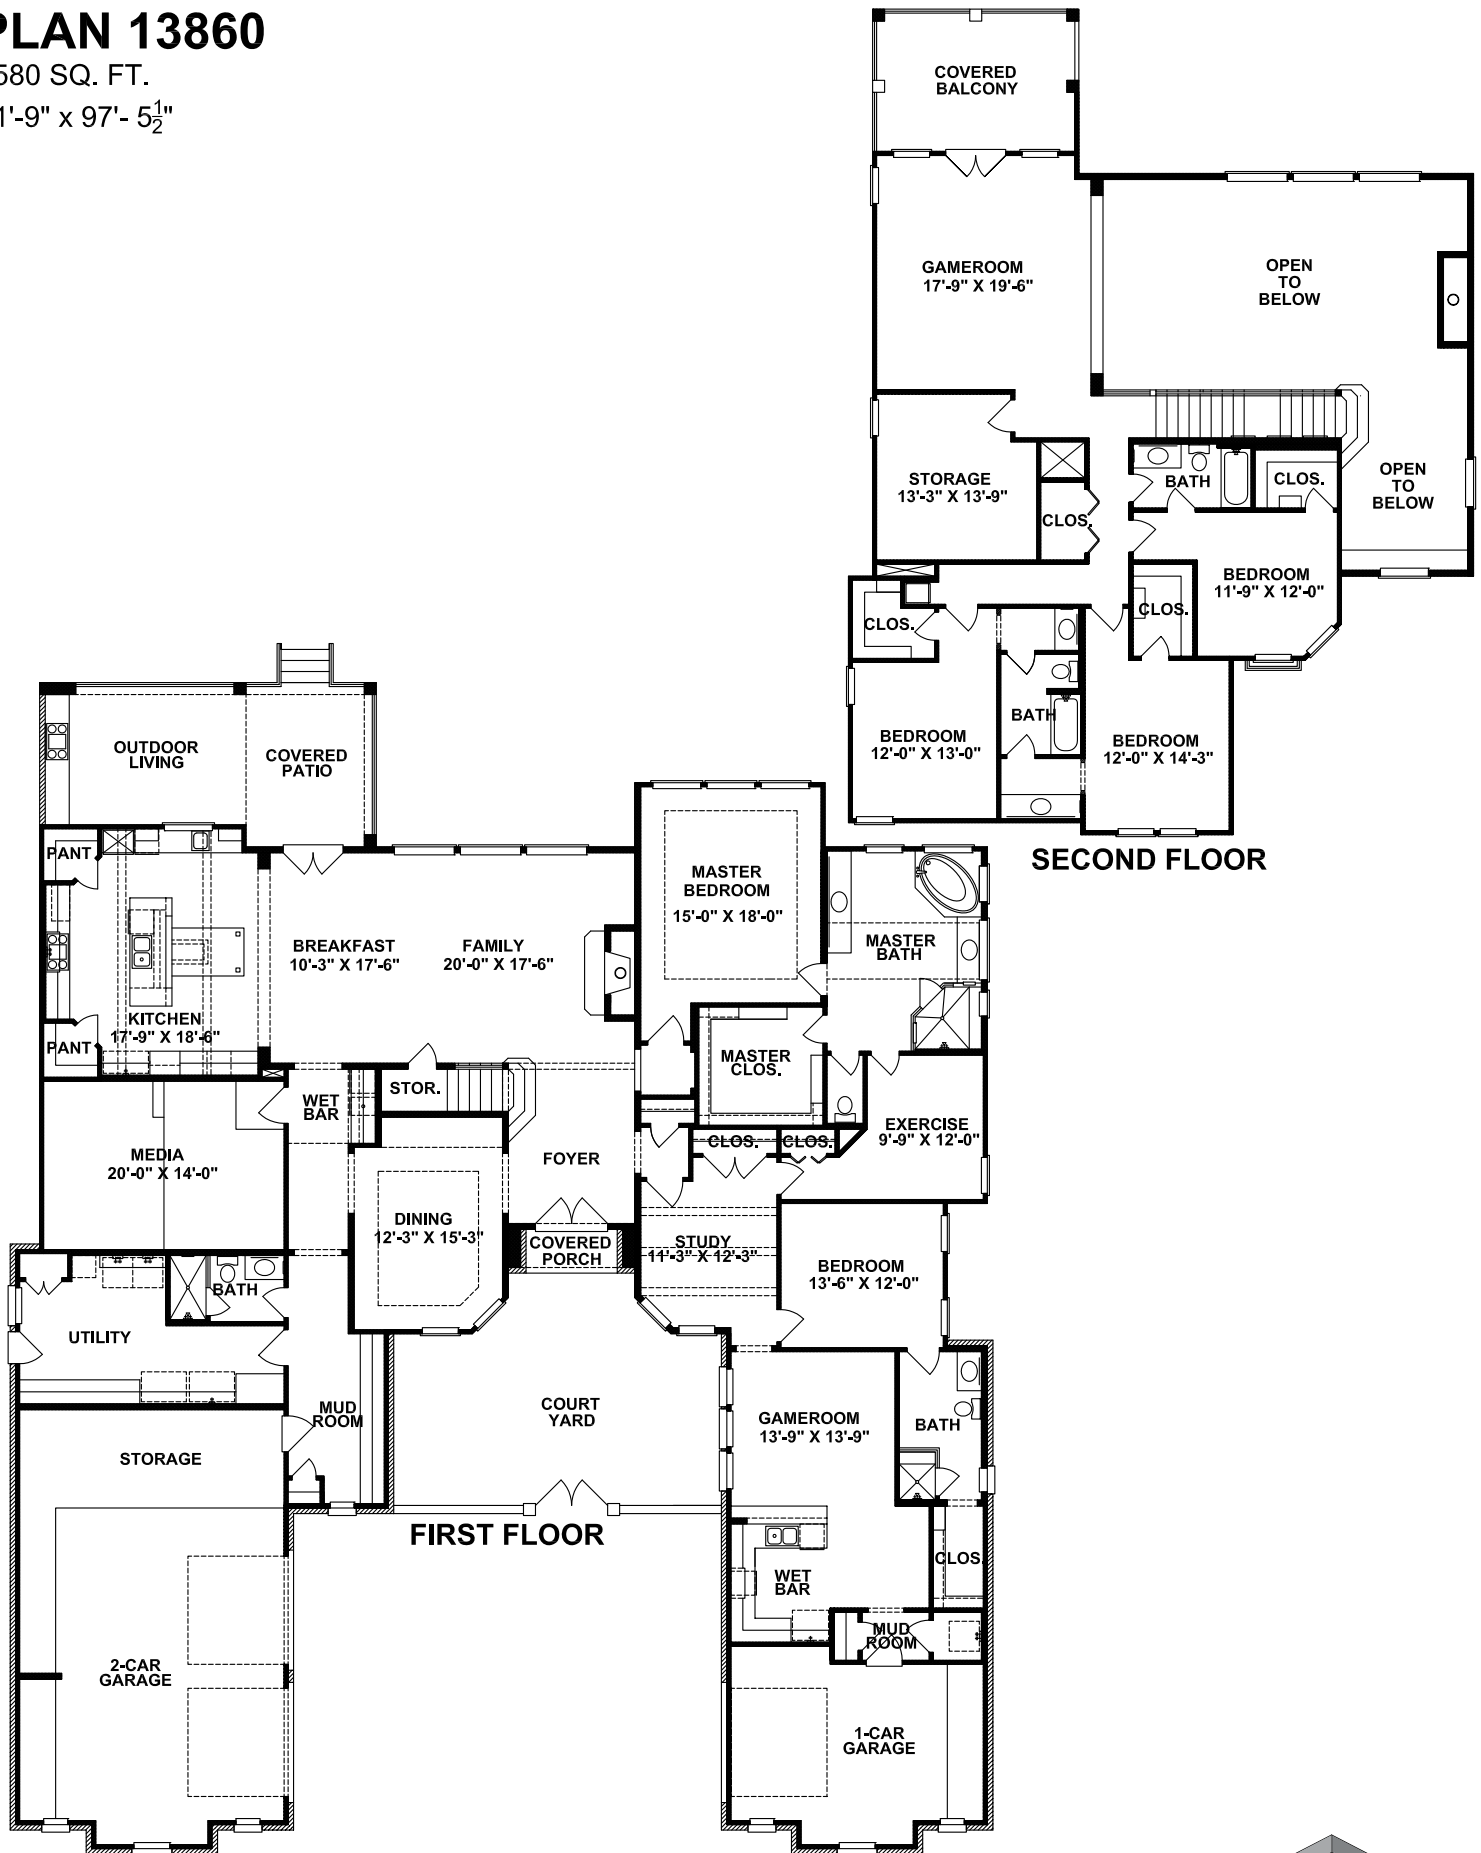 PLAN 13860
580 SQ. FT.
1'-9" x 97'- 5½"
COVERED
BALCONY
GAMEROOM
17'-9" X 19'-6"
OPEN
TO
BELOW
STORAGE
13'-3" X 13'-9"
CLOS.
BATH
CLOS.
OPEN
TO
BELOW
BEDROOM
11'-9" X 12'-0"
CLOS.
CLOS.
BEDROOM
12'-0" X 13'-0"
BATH
BEDROOM
12'-0" X 14'-3"
SECOND FLOOR
OUTDOOR
LIVING
COVERED
PATIO
PANT
MASTER
BEDROOM
15'-0" X 18'-0"
BREAKFAST
10'-3" X 17'-6"
FAMILY
20'-0" X 17'-6"
MASTER
BATH
KITCHEN
17'-9" X 18'-6"
PANT
MASTER
CLOS.
STOR.
WET
BAR
EXERCISE
9'-9" X 12'-0"
MEDIA
20'-0" X 14'-0"
FOYER
CLOS.
CLOS.
DINING
12'-3" X 15'-3"
COVERED
PORCH
STUDY
11'-3" X 12'-3"
BEDROOM
13'-6" X 12'-0"
BATH
UTILITY
MUD
ROOM
COURT
YARD
GAMEROOM
13'-9" X 13'-9"
BATH
STORAGE
FIRST FLOOR
CLOS.
WET
BAR
MUD
ROOM
2-CAR
GARAGE
1-CAR
GARAGE